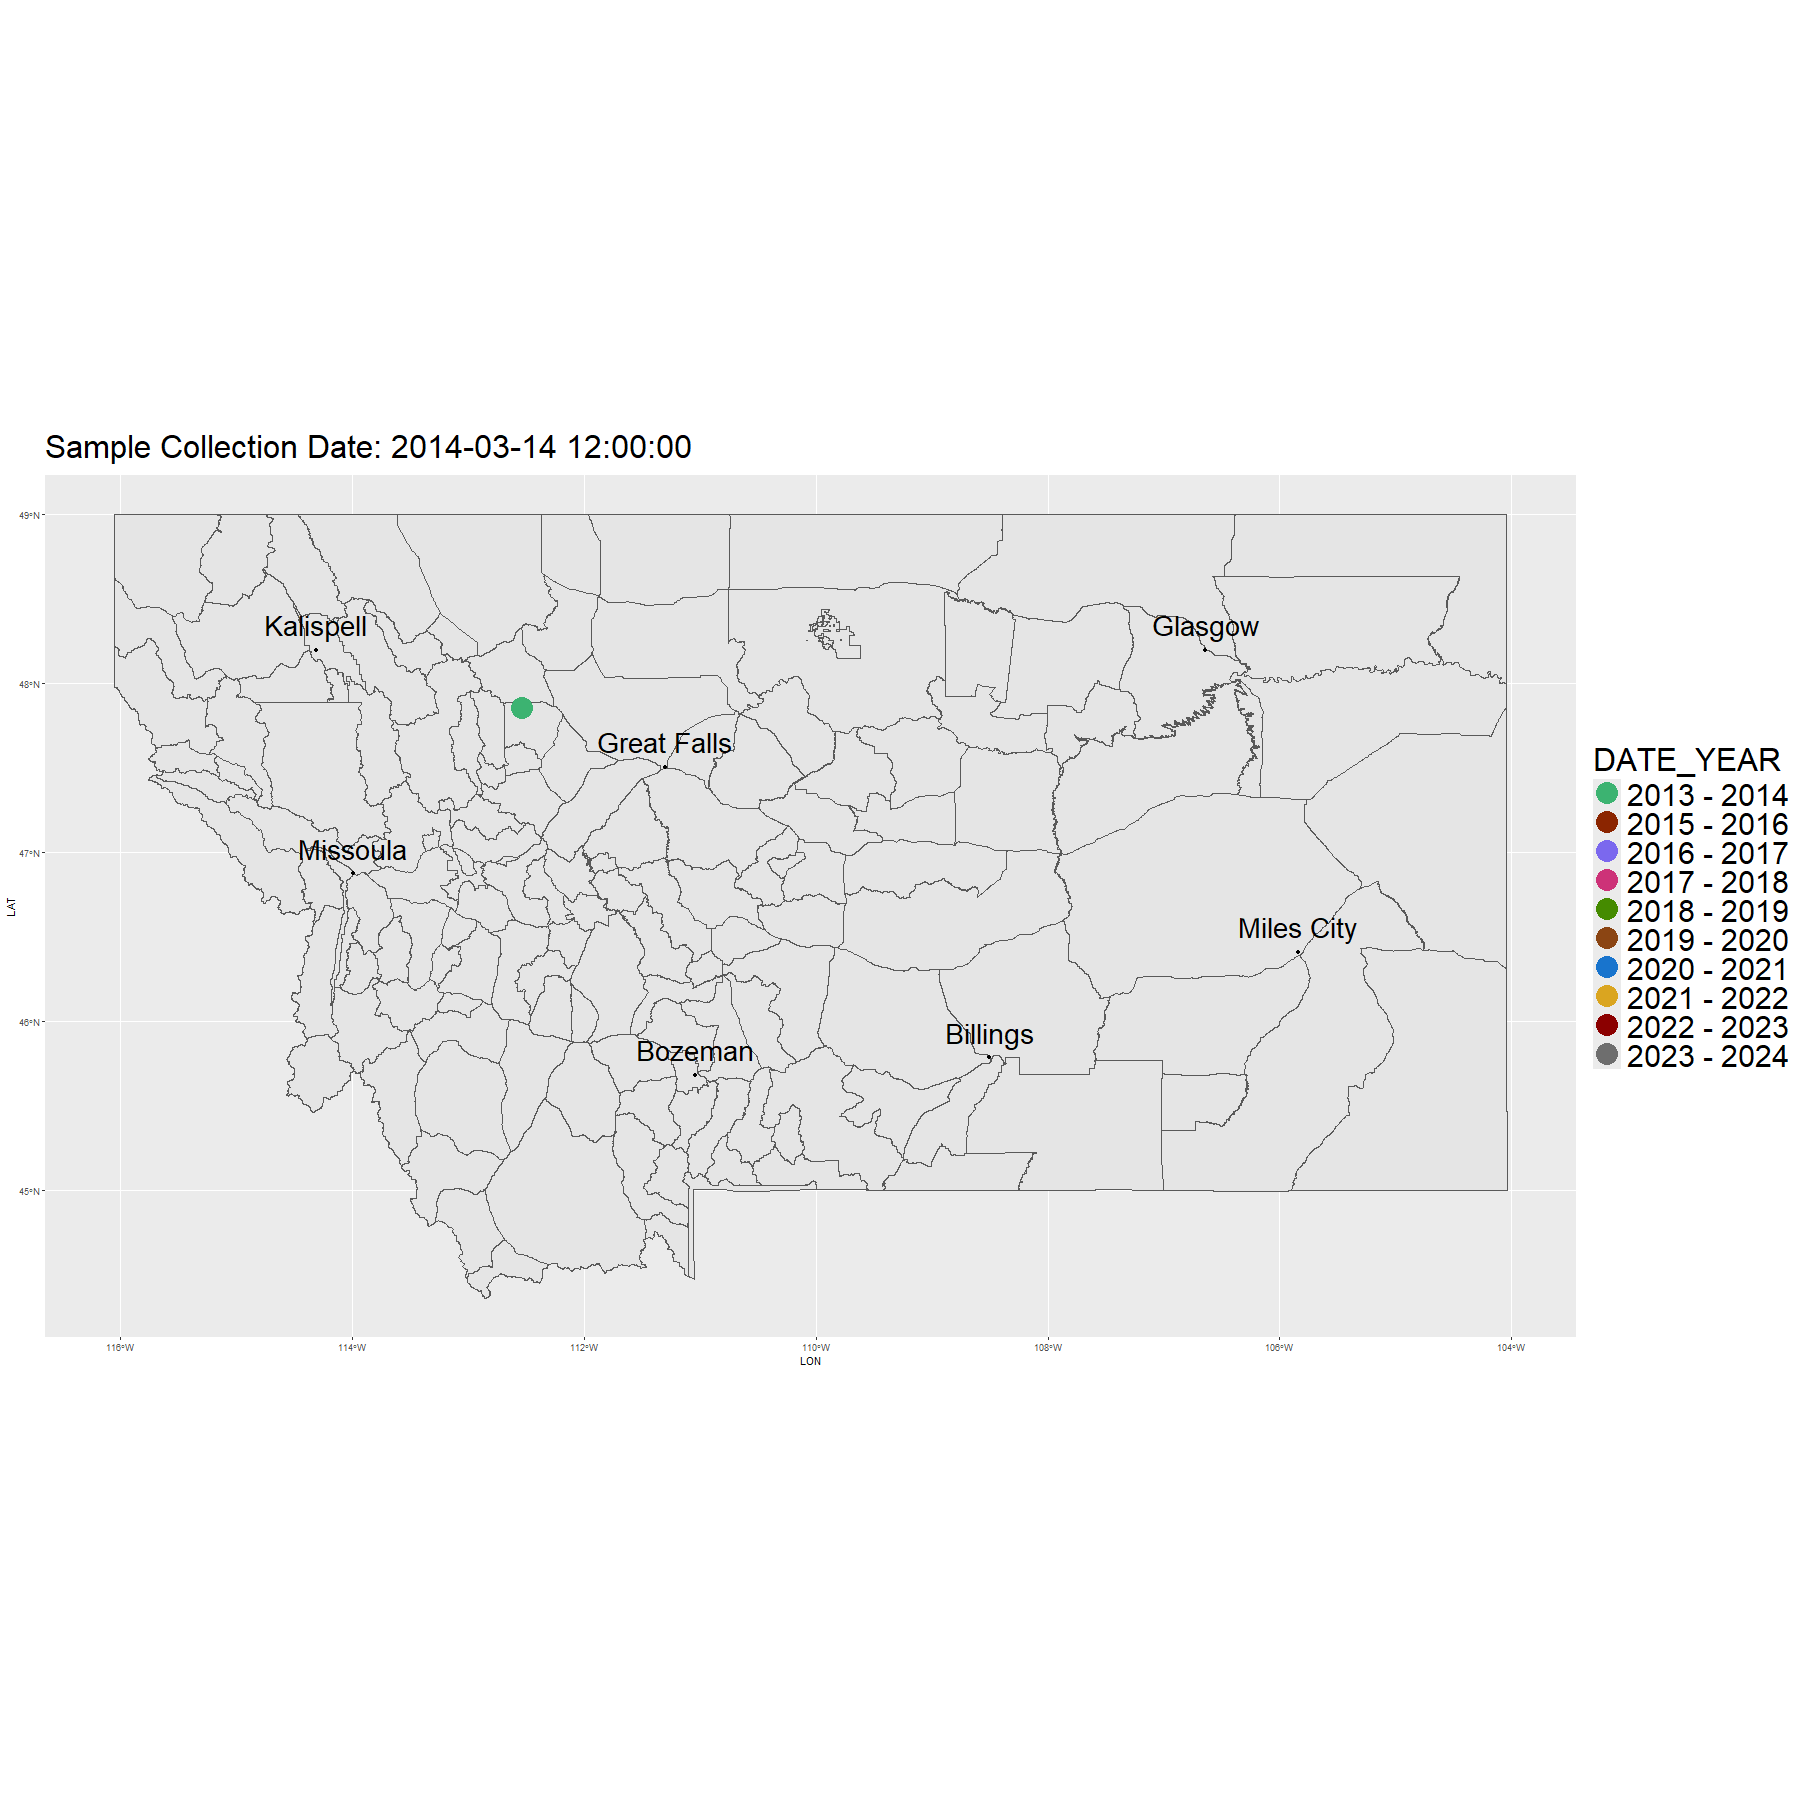 Sample Collection Date: 2014-03-14 12:00:00
49°N
48°N
47°N
46°N
45°N
LAT
Kalispell
Glasgow
Great Falls
Missoula
Miles City
Billings
Bozeman
116°W
114°W
112°W
110°W
108°W
106°W
104°W
LON
DATE_YEAR
2013 - 2014
2015 - 2016
2016 - 2017
2017 - 2018
2018 - 2019
2019 - 2020
2020 - 2021
2021 - 2022
2022 - 2023
2023 - 2024